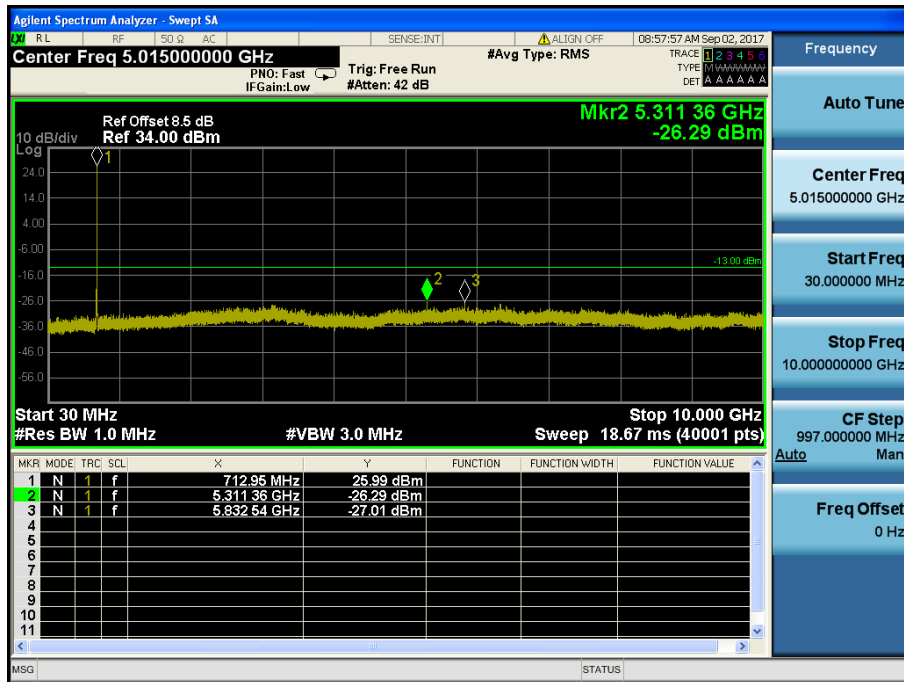 Agilent Spectrum Analyzer - Swept SA
LXI RL RF 50 Ω AC SENSE:INT ALIGN OFF 08:57:57 AM Sep 02, 2017
Center Freq 5.015000000 GHz #Avg Type: RMS TRACE 1 2 3 4 5 6
PNO: Fast Trig: Free Run TYPE MWWWWW
IFGain:Low #Atten: 42 dB DET A A A A A A
Frequency
Auto Tune
Center Freq
5.015000000 GHz
Start Freq
30.000000 MHz
Stop Freq
10.000000000 GHz
CF Step
997.000000 MHz
Auto Man
Freq Offset
0 Hz
Mkr2 5.311 36 GHz
-26.29 dBm
Ref Offset 8.5 dB
10 dB/div Ref 34.00 dBm
Log
1
24.0
14.0
4.00
-6.00
-13.00 dBm
-16.0
2 3
-26.0
-36.0
-46.0
-56.0
Start 30 MHz Stop 10.000 GHz
#Res BW 1.0 MHz #VBW 3.0 MHz Sweep 18.67 ms (40001 pts)
MKR MODE TRC SCL X Y FUNCTION FUNCTION WIDTH FUNCTION VALUE
1 N 1 f 712.95 MHz 25.99 dBm
2 N 1 f 5.311 36 GHz -26.29 dBm
3 N 1 f 5.832 54 GHz -27.01 dBm
4
5
6
7
8
9
10
11
MSG STATUS